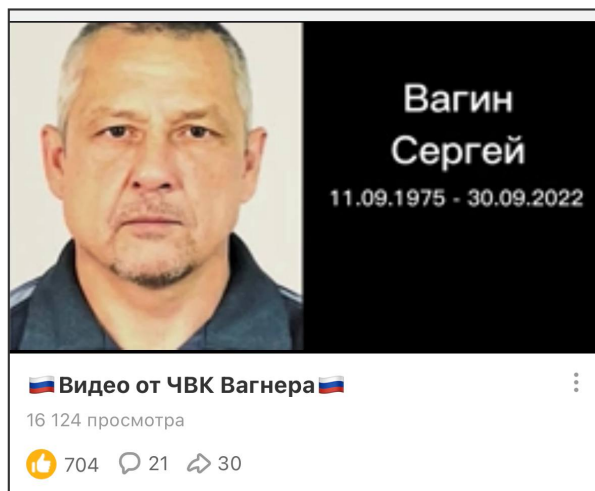 Вагин
Сергей
11.09.1975 - 30.09.2022
🇷🇺Видео от ЧВК Вагнера🇷🇺
16 124 просмотра
704 21 30